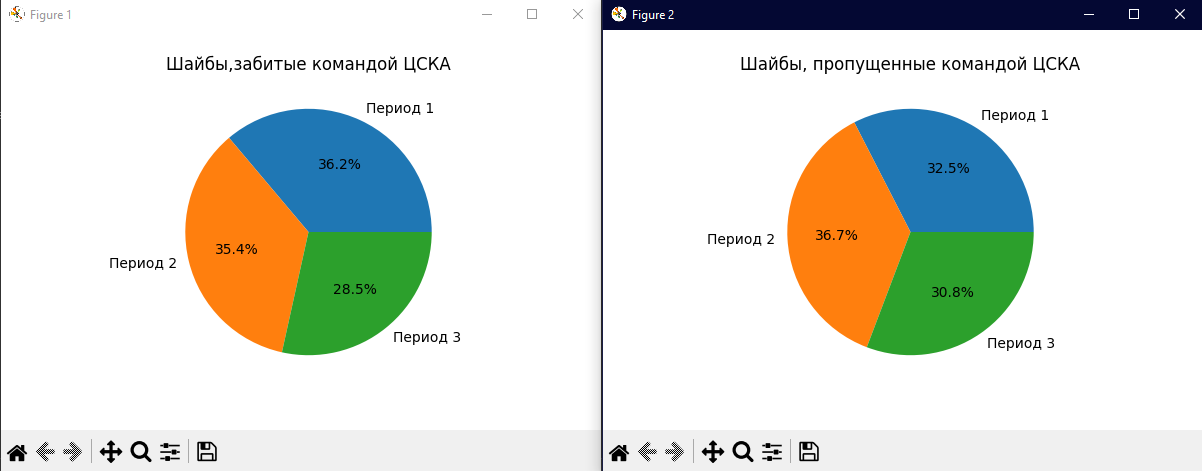 Figure 1
Шайбы,забитые командой ЦСКА
Период 1
36.2%
35.4%
Период 2
28.5%
Период 3
Figure 2
Шайбы, пропущенные командой ЦСКА
Период 1
32.5%
36.7%
Период 2
30.8%
Период 3